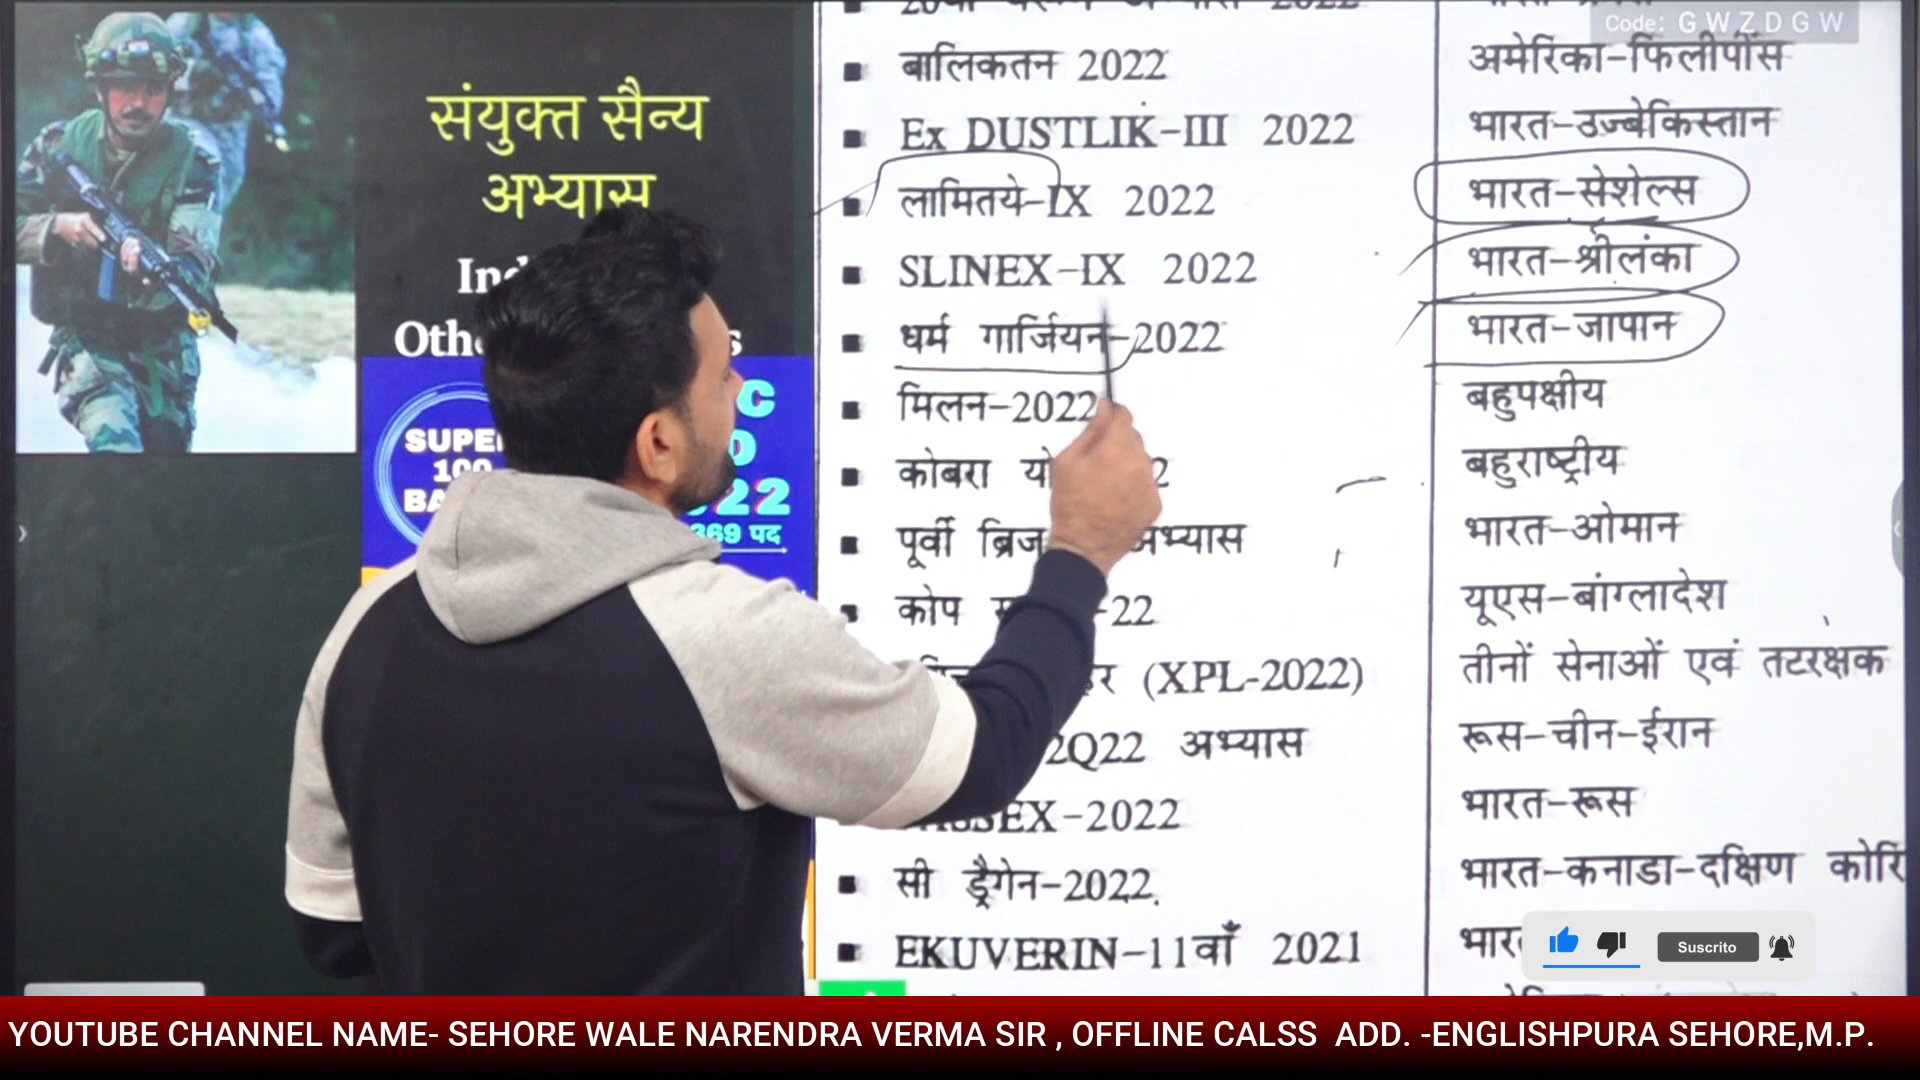 Code: GWZDGW
संयुक्त सैन्य
अभ्यास
SUPER
22
369 पद
बालिकतन 2022 अमेरिका-फिलीपींस
Ex DUSTLIK-III 2022 भारत-उज्बेकिस्तान
लामितये-IX 2022 भारत-सेशेल्स
SLINEX-IX 2022 भारत-श्रीलंका
धर्म गार्जियन-2022 भारत-जापान
मिलन-2022 बहुपक्षीय
कोबरा बहुराष्ट्रीय
पूर्वी अभ्यास भारत-ओमान
कोप -22 यूएस-बांग्लादेश
(XPL-2022) तीनों सेनाओं एवं तटरक्षक
2Q22 अभ्यास रूस-चीन-ईरान
-2022 भारत-रूस
सी ड्रैगेन-2022 भारत-कनाडा-दक्षिण
EKUVERIN-11वाँ 2021
Suscrito
YOUTUBE CHANNEL NAME- SEHORE WALE NARENDRA VERMA SIR , OFFLINE CALSS ADD. -ENGLISHPURA SEHORE,M.P.